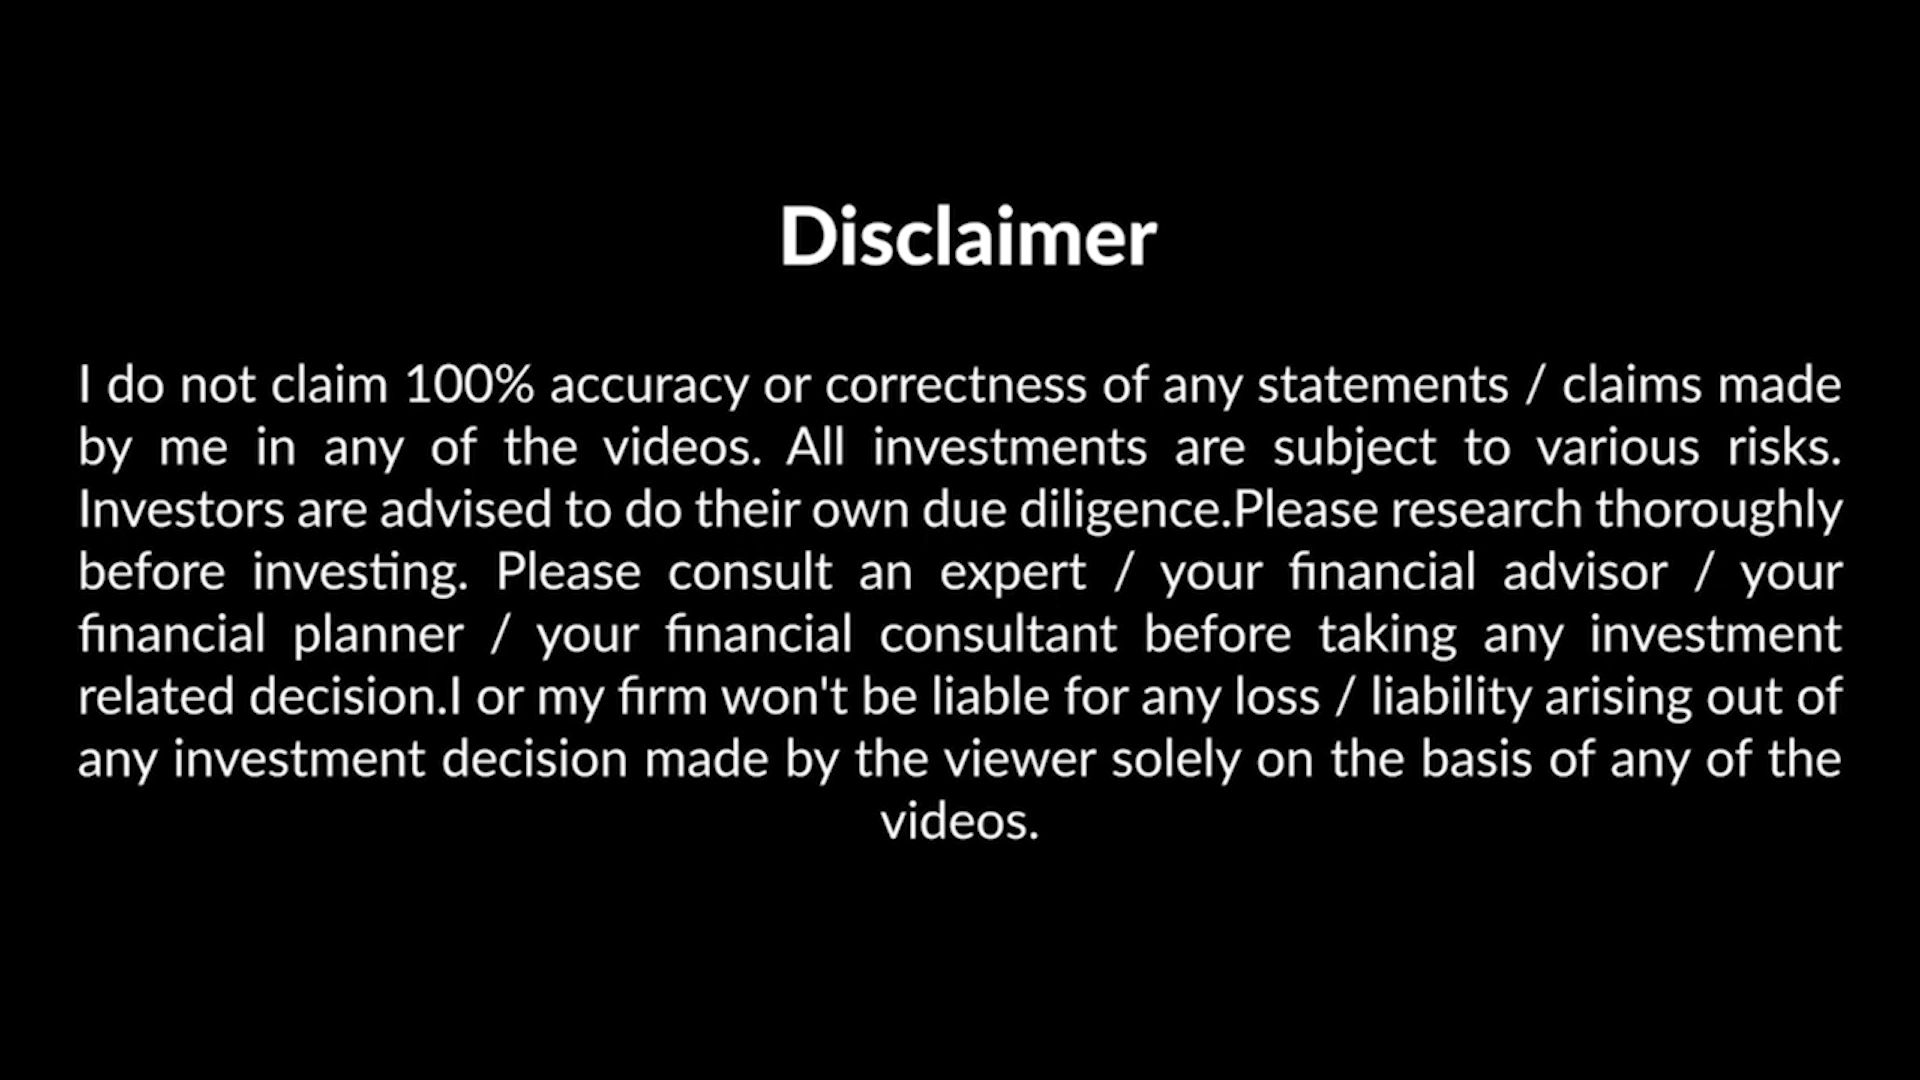 Disclaimer
I do not claim 100% accuracy or correctness of any statements / claims made
by me in any of the videos. All investments are subject to various risks.
Investors are advised to do their own due diligence.Please research thoroughly
before investing. Please consult an expert / your financial advisor / your
financial planner / your financial consultant before taking any investment
related decision.I or my firm won't be liable for any loss / liability arising out of
any investment decision made by the viewer solely on the basis of any of the
videos.